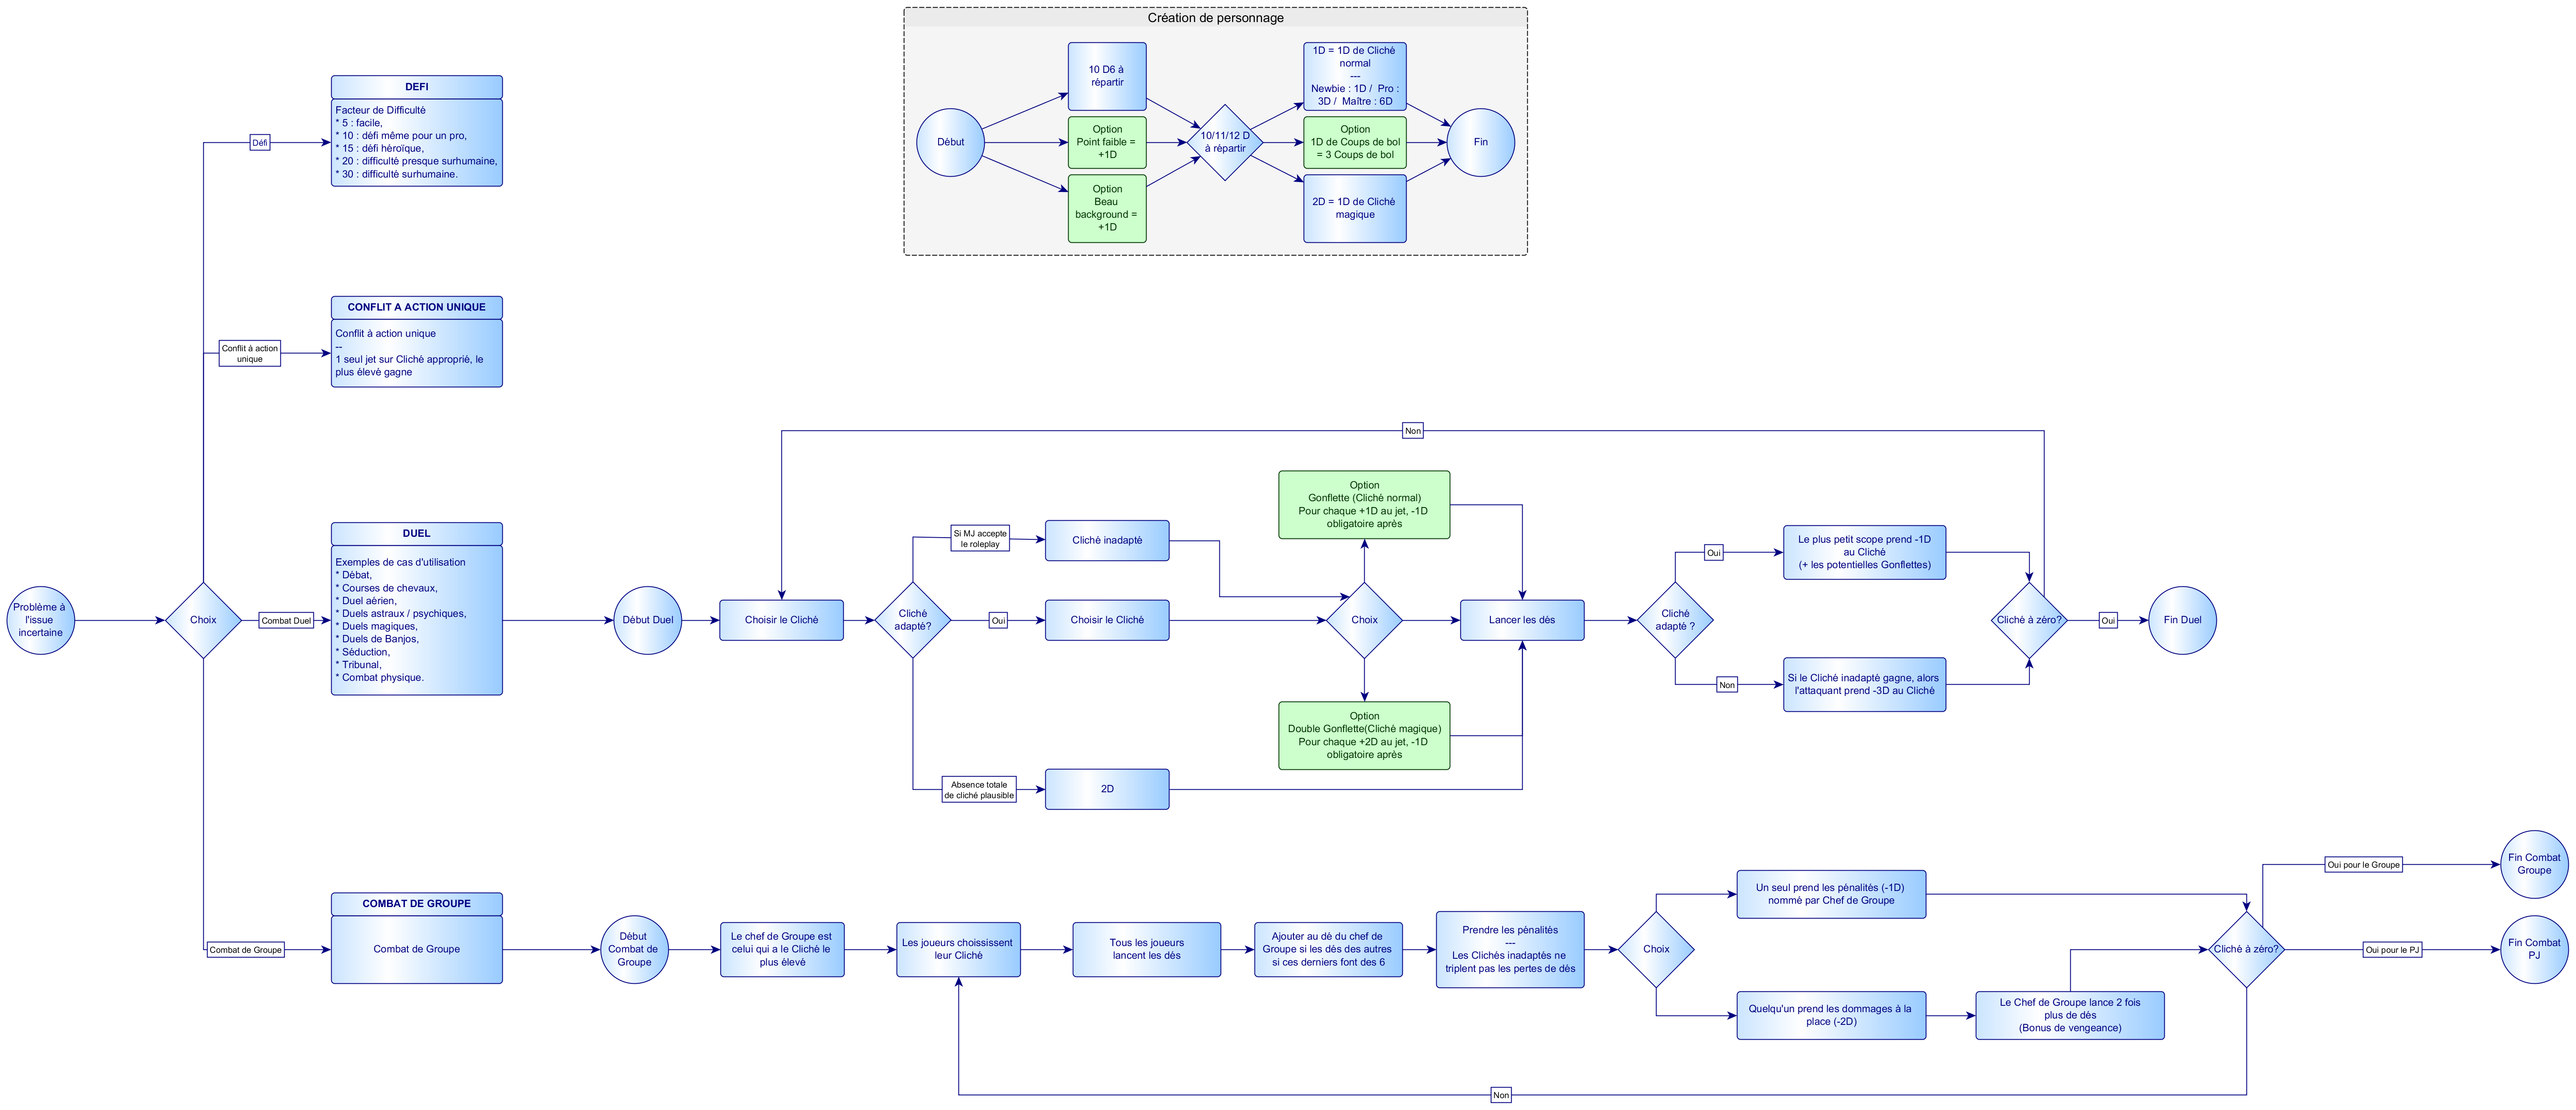 Création de personnage
Début
10 D6 à
répartir
Option
Point faible =
+1D
Option
Beau
background =
+1D
10/11/12 D
à répartir
1D = 1D de Cliché
normal
---
Newbie : 1D / Pro :
3D / Maître : 6D
Option
1D de Coups de bol
= 3 Coups de bol
2D = 1D de Cliché
magique
Fin
Problème à
l'issue
incertaine
Choix
Défi
DEFI
Facteur de Difficulté
* 5 : facile,
* 10 : défi même pour un pro,
* 15 : défi héroïque,
* 20 : difficulté presque surhumaine,
* 30 : difficulté surhumaine.
Conflit à action
unique
CONFLIT A ACTION UNIQUE
Conflit à action unique
--
1 seul jet sur Cliché approprié, le
plus élevé gagne
Combat Duel
DUEL
Exemples de cas d'utilisation
* Débat,
* Courses de chevaux,
* Duel aérien,
* Duels astraux / psychiques,
* Duels magiques,
* Duels de Banjos,
* Séduction,
* Tribunal,
* Combat physique.
Début Duel
Choisir le Cliché
Cliché
adapté?
Si MJ accepte
le roleplay
Cliché inadapté
Oui
Choisir le Cliché
Absence totale
de cliché plausible
2D
Choix
Option
Gonflette (Cliché normal)
Pour chaque +1D au jet, -1D
obligatoire après
Option
Double Gonflette(Cliché magique)
Pour chaque +2D au jet, -1D
obligatoire après
Lancer les dés
Cliché
adapté ?
Oui
Le plus petit scope prend -1D
au Cliché
(+ les potentielles Gonflettes)
Non
Si le Cliché inadapté gagne, alors
l'attaquant prend -3D au Cliché
Cliché à zéro?
Non
Oui
Fin Duel
Combat de Groupe
COMBAT DE GROUPE
Combat de Groupe
Début
Combat de
Groupe
Le chef de Groupe est
celui qui a le Cliché le
plus élevé
Les joueurs choississent
leur Cliché
Tous les joueurs
lancent les dés
Ajouter au dé du chef de
Groupe si les dés des autres
si ces derniers font des 6
Prendre les pénalités
---
Les Clichés inadaptés ne
triplent pas les pertes de dés
Choix
Un seul prend les pénalités (-1D)
nommé par Chef de Groupe
Quelqu'un prend les dommages à la
place (-2D)
Le Chef de Groupe lance 2 fois
plus de dés
(Bonus de vengeance)
Cliché à zéro?
Oui pour le Groupe
Fin Combat
Groupe
Oui pour le PJ
Fin Combat
PJ
Non